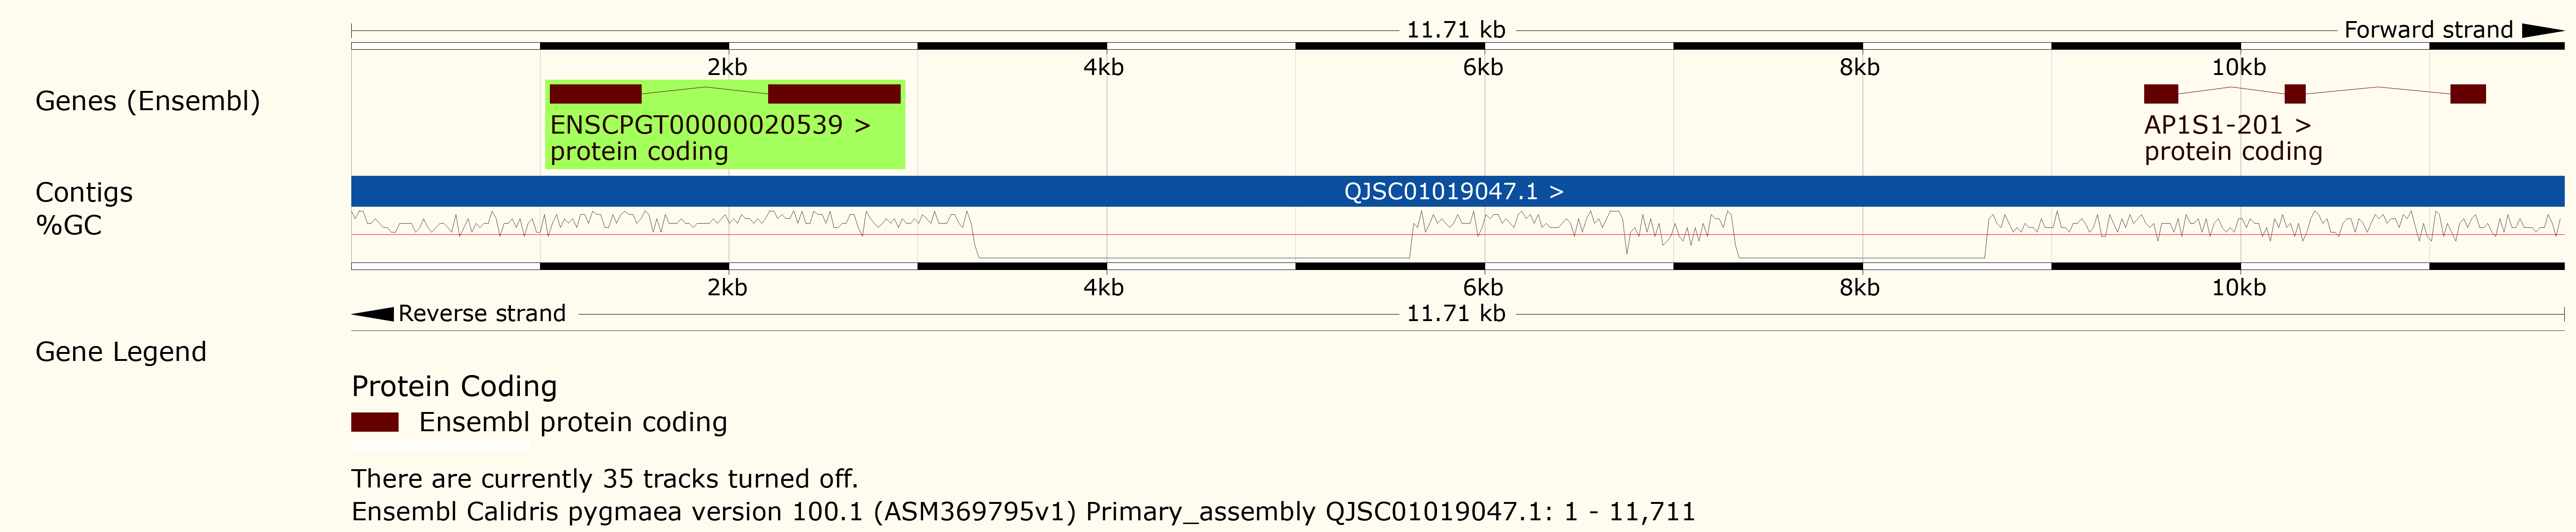 11.71 kb Forward strand
2kb 4kb 6kb 8kb 10kb
Genes (Ensembl)
ENSCPGT00000020539 > AP1S1-201 >
protein coding protein coding
Contigs QJSC01019047.1 >
%GC
2kb 4kb 6kb 8kb 10kb
Reverse strand 11.71 kb
Gene Legend
Protein Coding
Ensembl protein coding
There are currently 35 tracks turned off.
Ensembl Calidris pygmaea version 100.1 (ASM369795v1) Primary_assembly QJSC01019047.1: 1 - 11,711